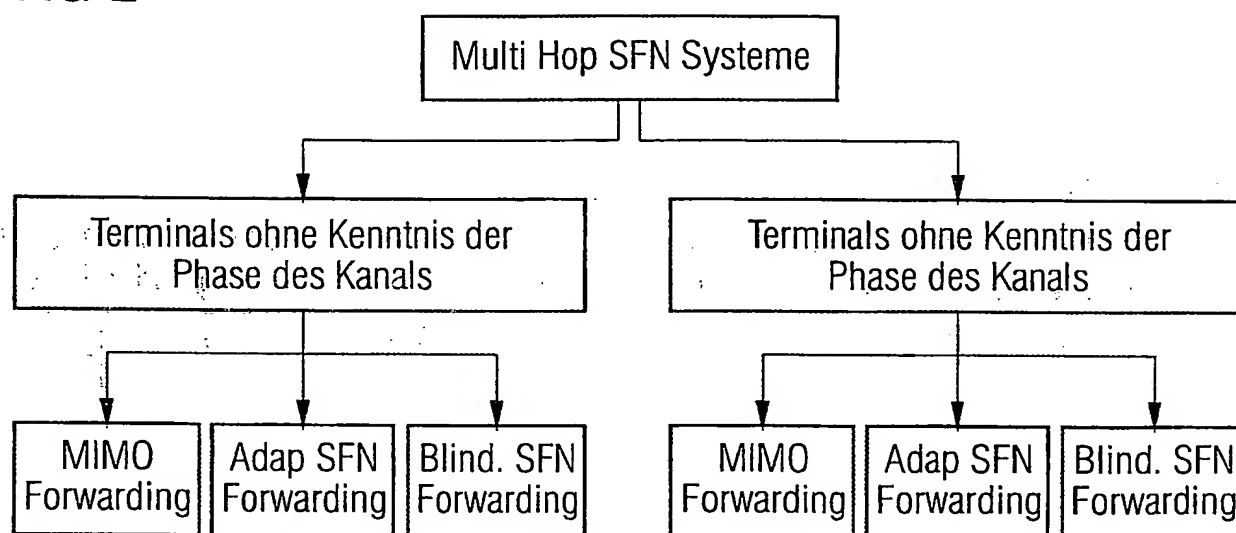 Multi Hop SFN Systeme
Terminals ohne Kenntnis der
Phase des Kanals
Terminals ohne Kenntnis der
Phase des Kanals
MIMO
Forwarding
Adap SFN
Forwarding
Blind. SFN
Forwarding
MIMO
Forwarding
Adap SFN
Forwarding
Blind. SFN
Forwarding